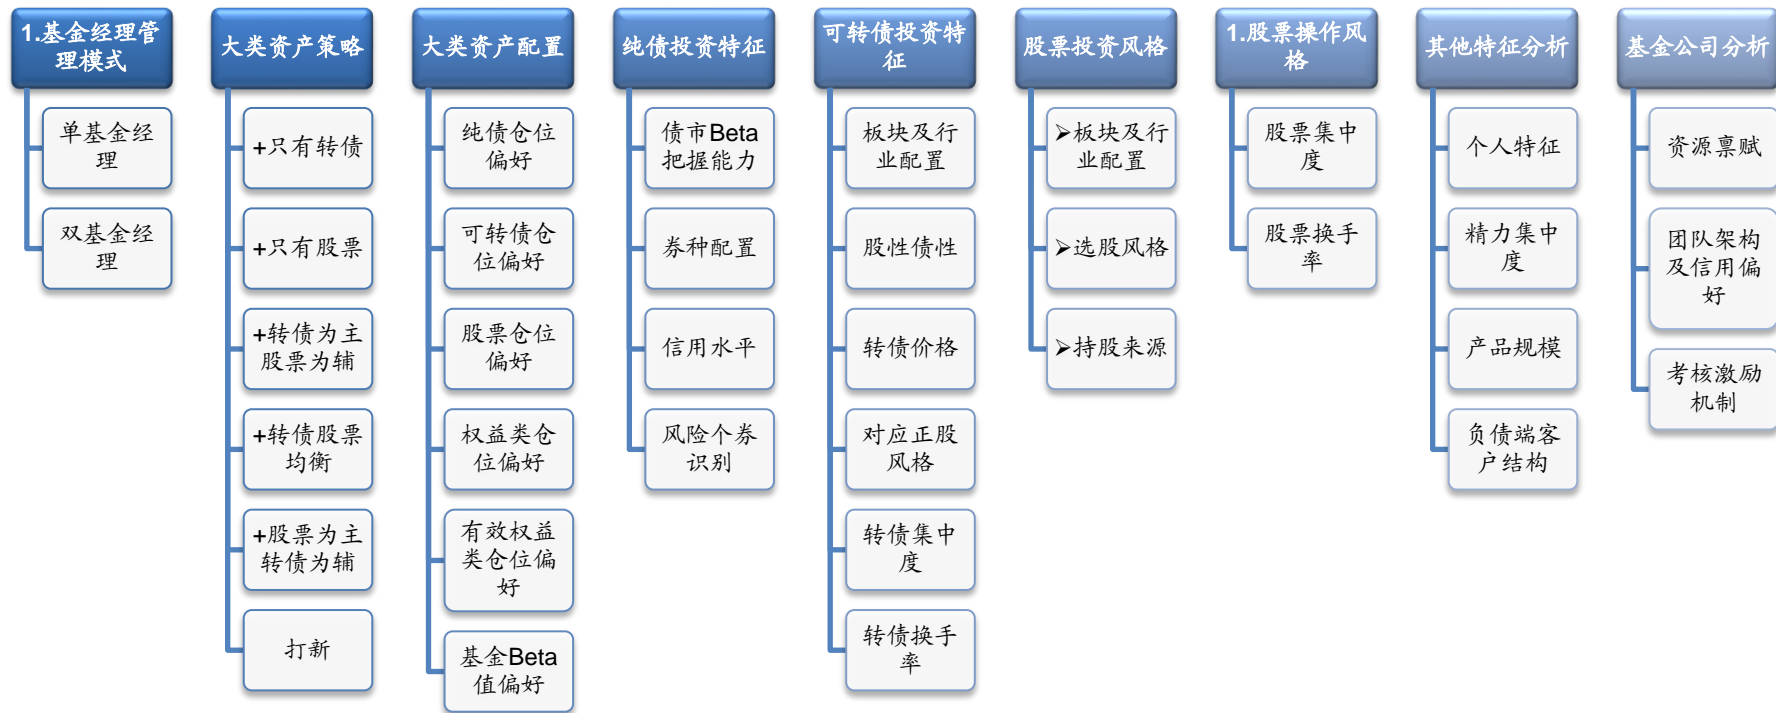 1.基金经理管
理模式
单基金经
理
双基金经
理
大类资产策略
+只有转债
+只有股票
+转债为主
股票为辅
+转债股票
均衡
+股票为主
转债为辅
打新
大类资产配置
纯债仓位
偏好
可转债仓
位偏好
股票仓位
偏好
权益类仓
位偏好
有效权益
类仓位偏
好
基金Beta
值偏好
纯债投资特征
债市Beta
把握能力
券种配置
信用水平
风险个券
识别
可转债投资特
征
板块及行
业配置
股性债性
转债价格
对应正股
风格
转债集中
度
转债换手
率
股票投资风格
➢板块及行
业配置
➢选股风格
➢持股来源
1.股票操作风
格
股票集中
度
股票换手
率
其他特征分析
个人特征
精力集中
度
产品规模
负债端客
户结构
基金公司分析
资源禀赋
团队架构
及信用偏
好
考核激励
机制